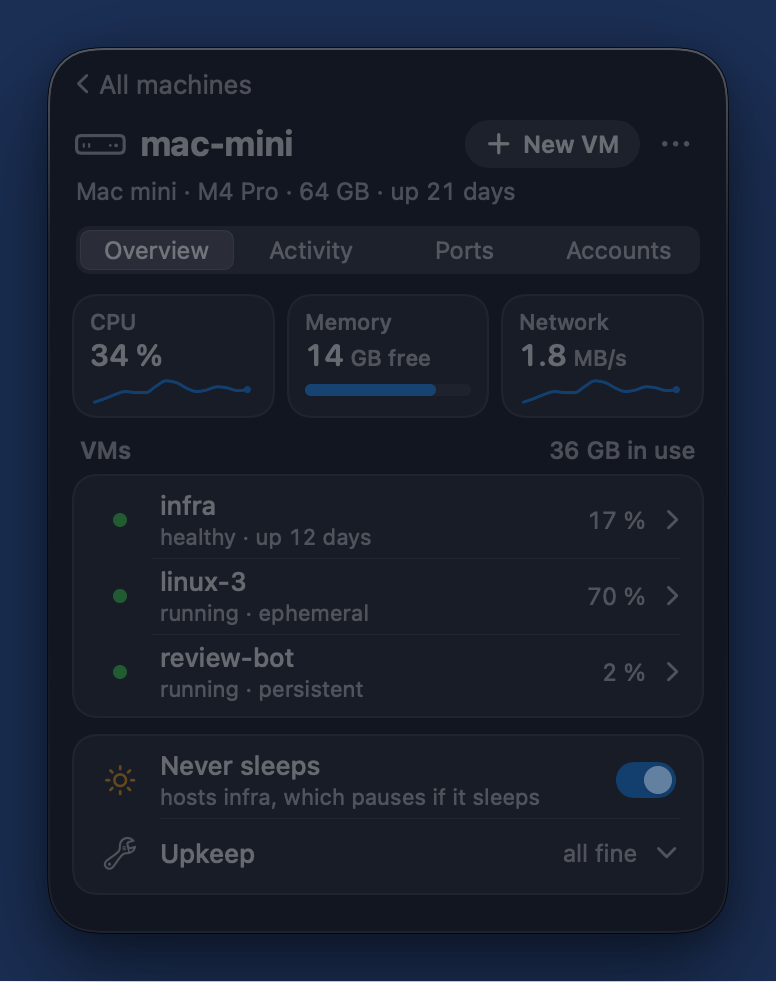 All machines
mac-mini
New VM
Mac mini · M4 Pro · 64 GB · up 21 days
Overview Activity Ports Accounts
CPU Memory Network
34 % 14 GB free 1.8 MB/s
VMs 36 GB in use
infra
healthy · up 12 days
17 %
linux-3
running · ephemeral
70 %
review-bot
running · persistent
2 %
Never sleeps
hosts infra, which pauses if it sleeps
Upkeep all fine